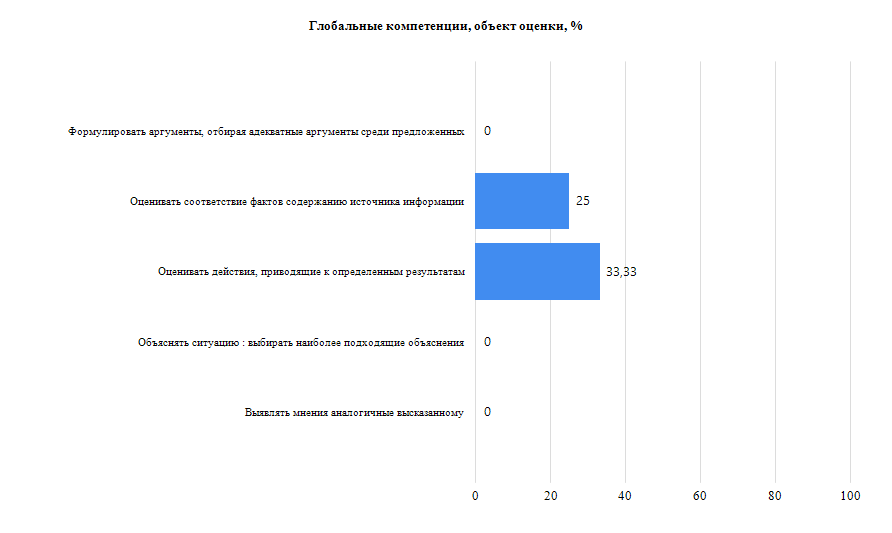 Глобальные компетенции, объект оценки, %
Формулировать аргументы, отбирая адекватные аргументы среди предложенных 0
Оценивать соответствие фактов содержанию источника информации 25
Оценивать действия, приводящие к определенным результатам 33,33
Объяснять ситуацию : выбирать наиболее подходящие объяснения 0
Выявлять мнения аналогичные высказанному 0
0 20 40 60 80 100